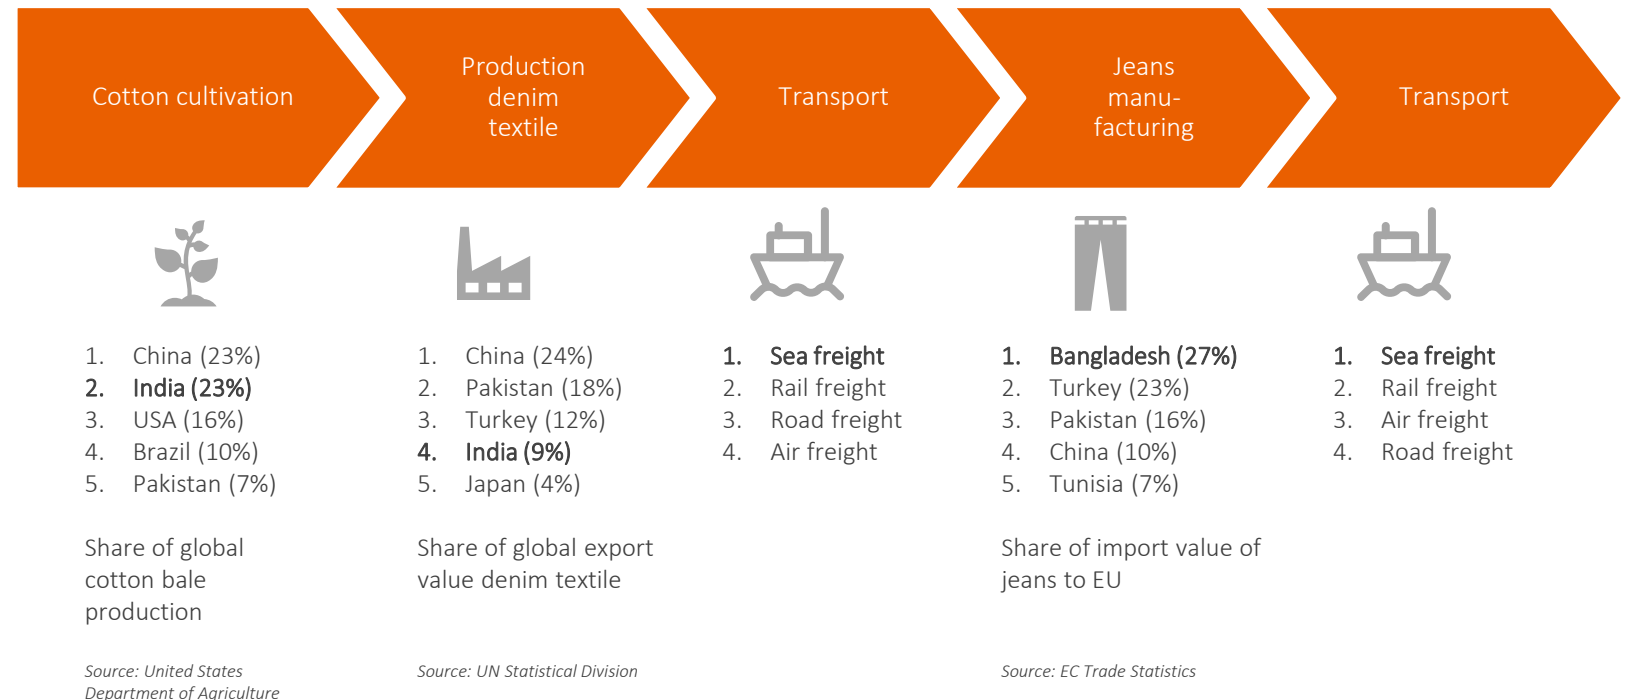 Cotton cultivation
Production
denim
textile
Transport
Jeans
manu-
facturing
Transport
1. China (23%)
2. India (23%)
3. USA (16%)
4. Brazil (10%)
5. Pakistan (7%)
Share of global
cotton bale
production
Source: United States
Department of Agriculture
1. China (24%)
2. Pakistan (18%)
3. Turkey (12%)
4. India (9%)
5. Japan (4%)
Share of global export
value denim textile
Source: UN Statistical Division
1. Sea freight
2. Rail freight
3. Road freight
4. Air freight
1. Bangladesh (27%)
2. Turkey (23%)
3. Pakistan (16%)
4. China (10%)
5. Tunisia (7%)
Share of import value of
jeans to EU
Source: EC Trade Statistics
1. Sea freight
2. Rail freight
3. Air freight
4. Road freight